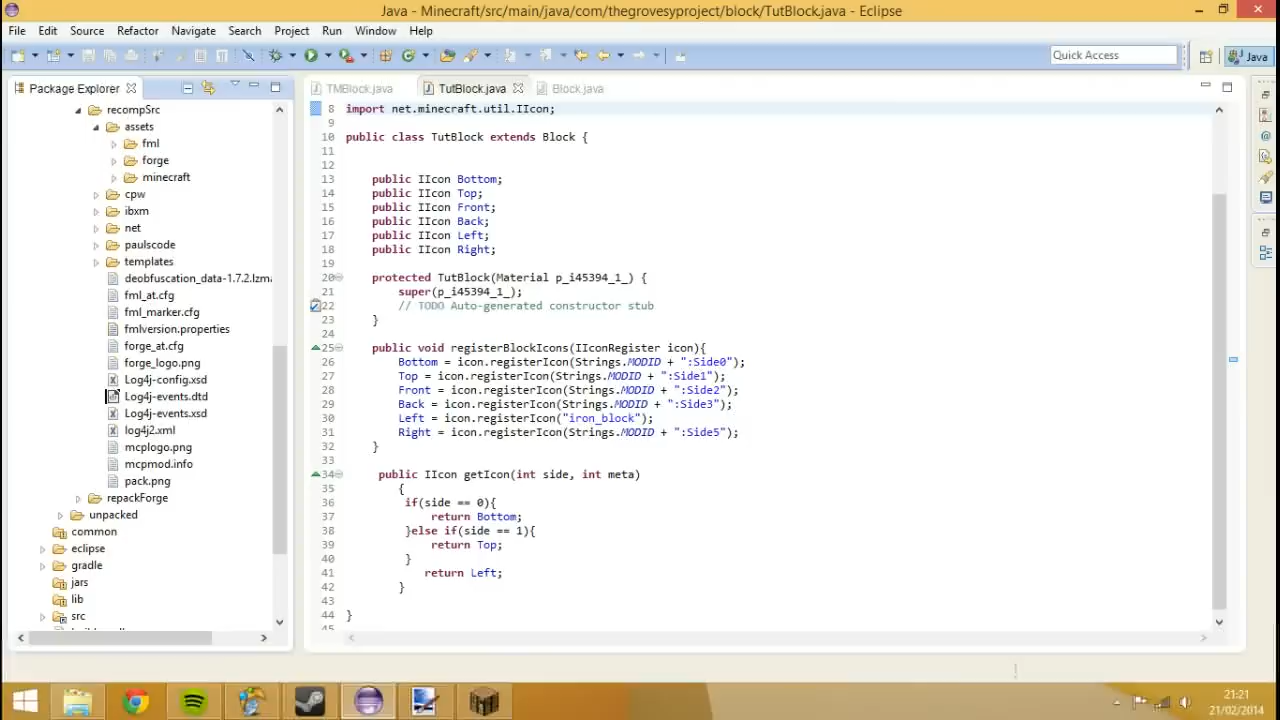 Java - Minecraft/src/main/java/com/thegrovesyproject/block/TutBlock.java - Eclipse
File Edit Source Refactor Navigate Search Project Run Window Help
Quick Access
Java
Package Explorer
TMBlock.java TutBlock.java Block.java
recompSrc
assets
fml
forge
minecraft
cpw
ibxm
net
paulscode
templates
deobfuscation_data-1.7.2.lzma
fml_at.cfg
fml_marker.cfg
fmlversion.properties
forge_at.cfg
forge_logo.png
Log4j-config.xsd
Log4j-events.dtd
Log4j-events.xsd
log4j2.xml
mcplogo.png
mcpmod.info
pack.png
repackForge
unpacked
common
eclipse
gradle
jars
lib
src
8 import net.minecraft.util.IIcon;
9
10 public class TutBlock extends Block {
11
12
13 public IIcon Bottom;
14 public IIcon Top;
15 public IIcon Front;
16 public IIcon Back;
17 public IIcon Left;
18 public IIcon Right;
19
20 protected TutBlock(Material p_i45394_1_) {
21 super(p_i45394_1_);
22 // TODO Auto-generated constructor stub
23 }
24
25 public void registerBlockIcons(IIconRegister icon){
26 Bottom = icon.registerIcon(Strings.MODID + ":Side0");
27 Top = icon.registerIcon(Strings.MODID + ":Side1");
28 Front = icon.registerIcon(Strings.MODID + ":Side2");
29 Back = icon.registerIcon(Strings.MODID + ":Side3");
30 Left = icon.registerIcon("iron_block");
31 Right = icon.registerIcon(Strings.MODID + ":Side5");
32 }
33
34 public IIcon getIcon(int side, int meta)
35 {
36 if(side == 0){
37 return Bottom;
38 }else if(side == 1){
39 return Top;
40 }
41 return Left;
42 }
43
44 }
45
21:21
21/02/2014